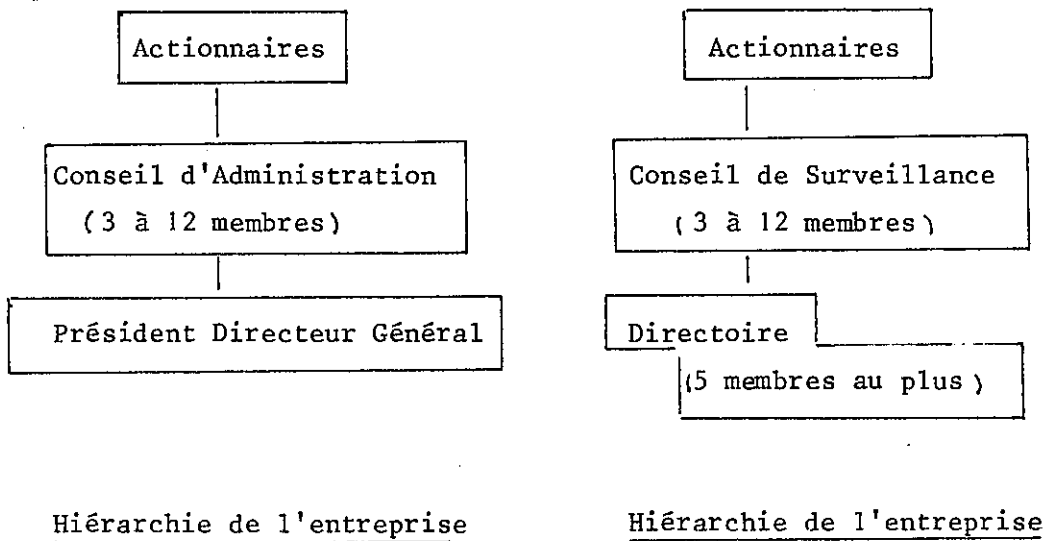 Actionnaires
Conseil d'Administration
(3 à 12 membres)
Président Directeur Général
Hiérarchie de l'entreprise
Actionnaires
Conseil de Surveillance
(3 à 12 membres)
Directoire
(5 membres au plus)
Hiérarchie de l'entreprise